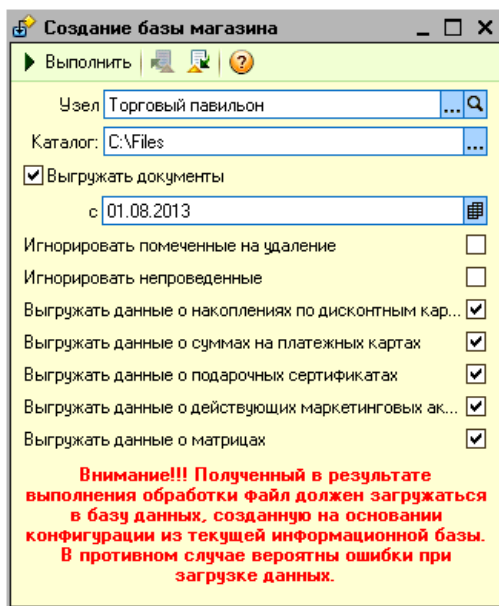 Создание базы магазина
Выполнить
Узел Торговый павильон ...
Каталог: C:\Files ...
Выгружать документы
с 01.08.2013
Игнорировать помеченные на удаление
Игнорировать непроведенные
Выгружать данные о накоплениях по дисконтным кар...
Выгружать данные о суммах на платежных картах
Выгружать данные о подарочных сертификатах
Выгружать данные о действующих маркетинговых ак...
Выгружать данные о матрицах
Внимание!!! Полученный в результате
выполнения обработки файл должен загружаться
в базу данных, созданную на основании
конфигурации из текущей информационной базы.
В противном случае вероятны ошибки при
загрузке данных.